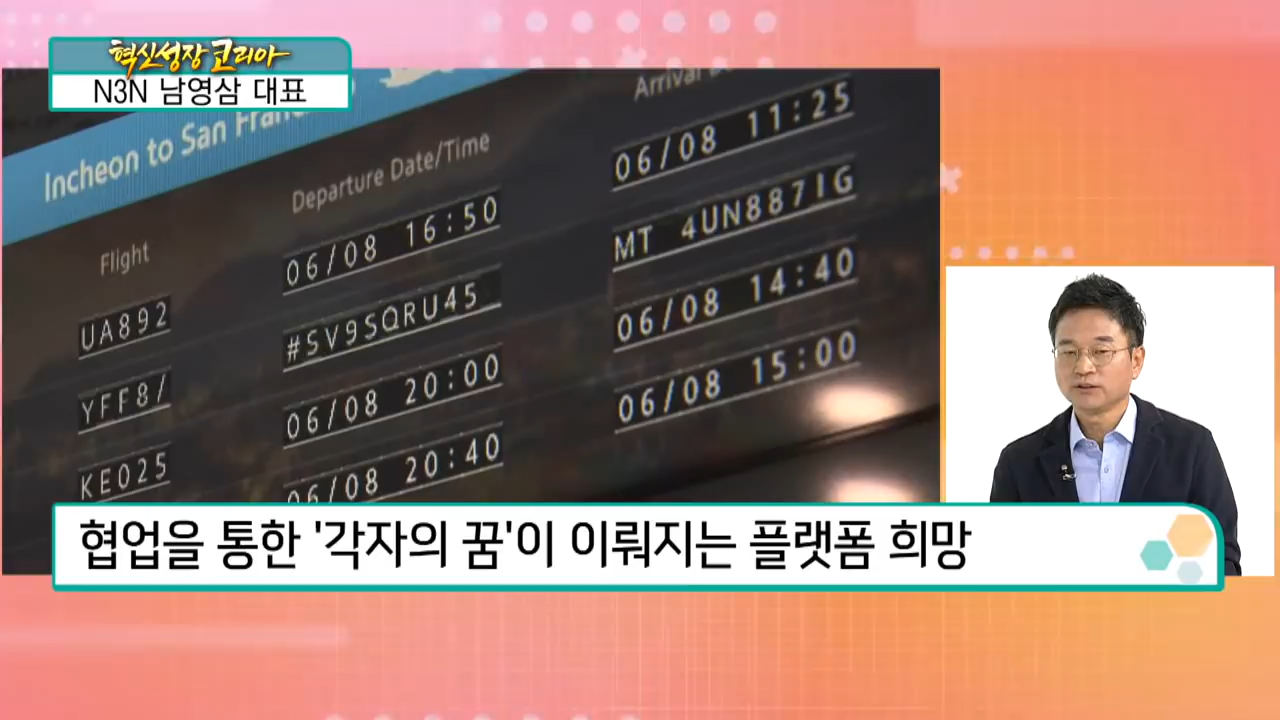 혁신성장 코리아
N3N 남영삼 대표
Incheon to San
Flight
Departure Date/Time
Arrival
UA892
06/08 16:50
06/08 11:25
YFF8/
#SV9SQRU45
MT 4UN887IG
KE025
06/08 20:00
06/08 14:40
06/08 20:40
06/08 15:00
협업을 통한 '각자의 꿈'이 이뤄지는 플랫폼 희망